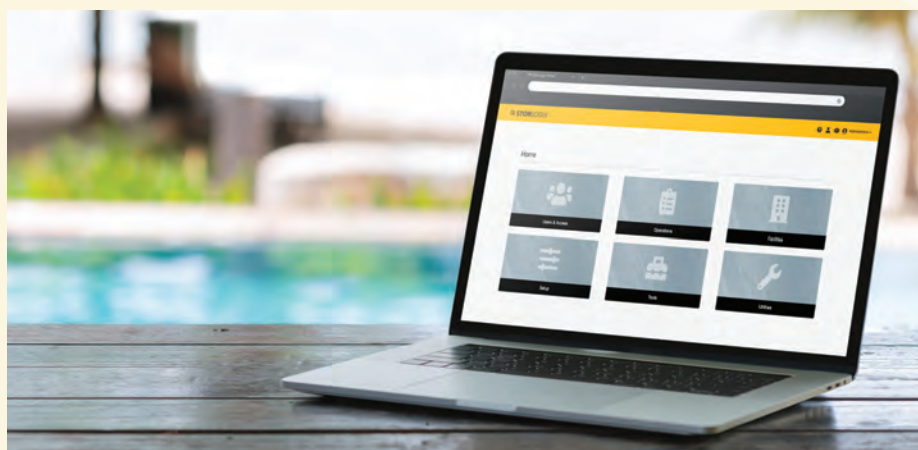 STORLOGIX
Home
Users & Access
Operations
Facilities
Setup
Tools
Utilities